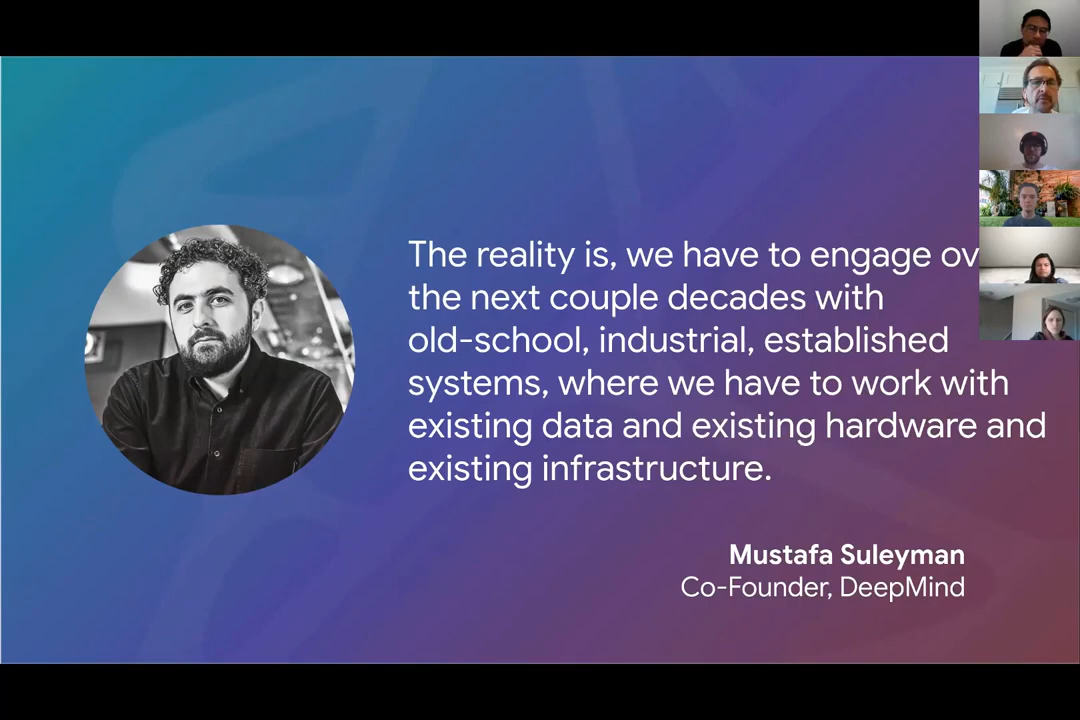 The reality is, we have to engage ov
the next couple decades with
old-school, industrial, established
systems, where we have to work with
existing data and existing hardware and
existing infrastructure.
Mustafa Suleyman
Co-Founder, DeepMind